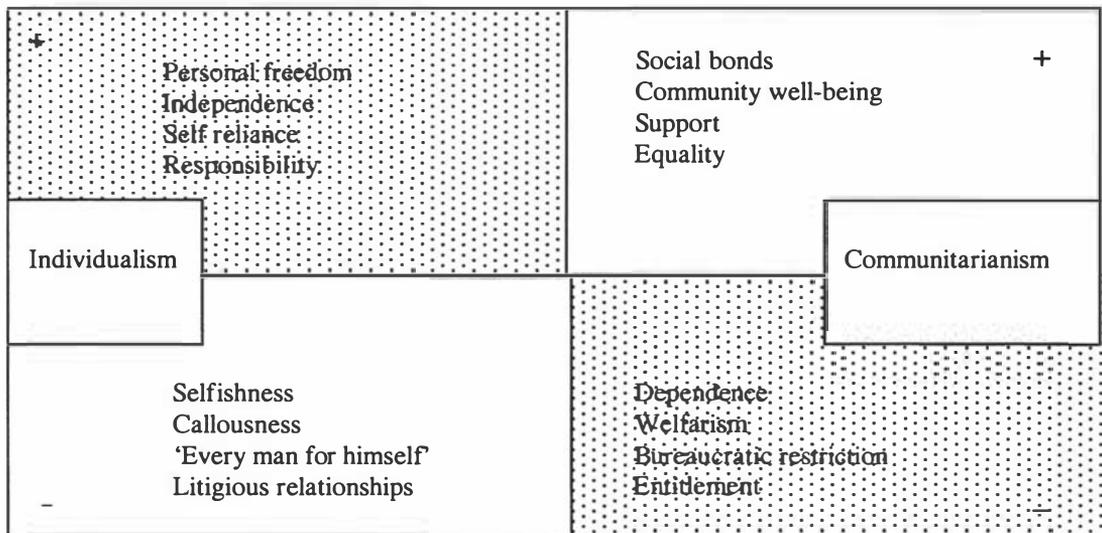 +
Personal freedom
Independence
Self reliance
Responsibility
Social bonds
Community well-being
Support
Equality
+
Individualism
Communitarianism
Selfishness
Callousness
‘Every man for himself’
Litigious relationships
–
Dependence
Welfarism
Bureaucratic restriction
Entitlement
–